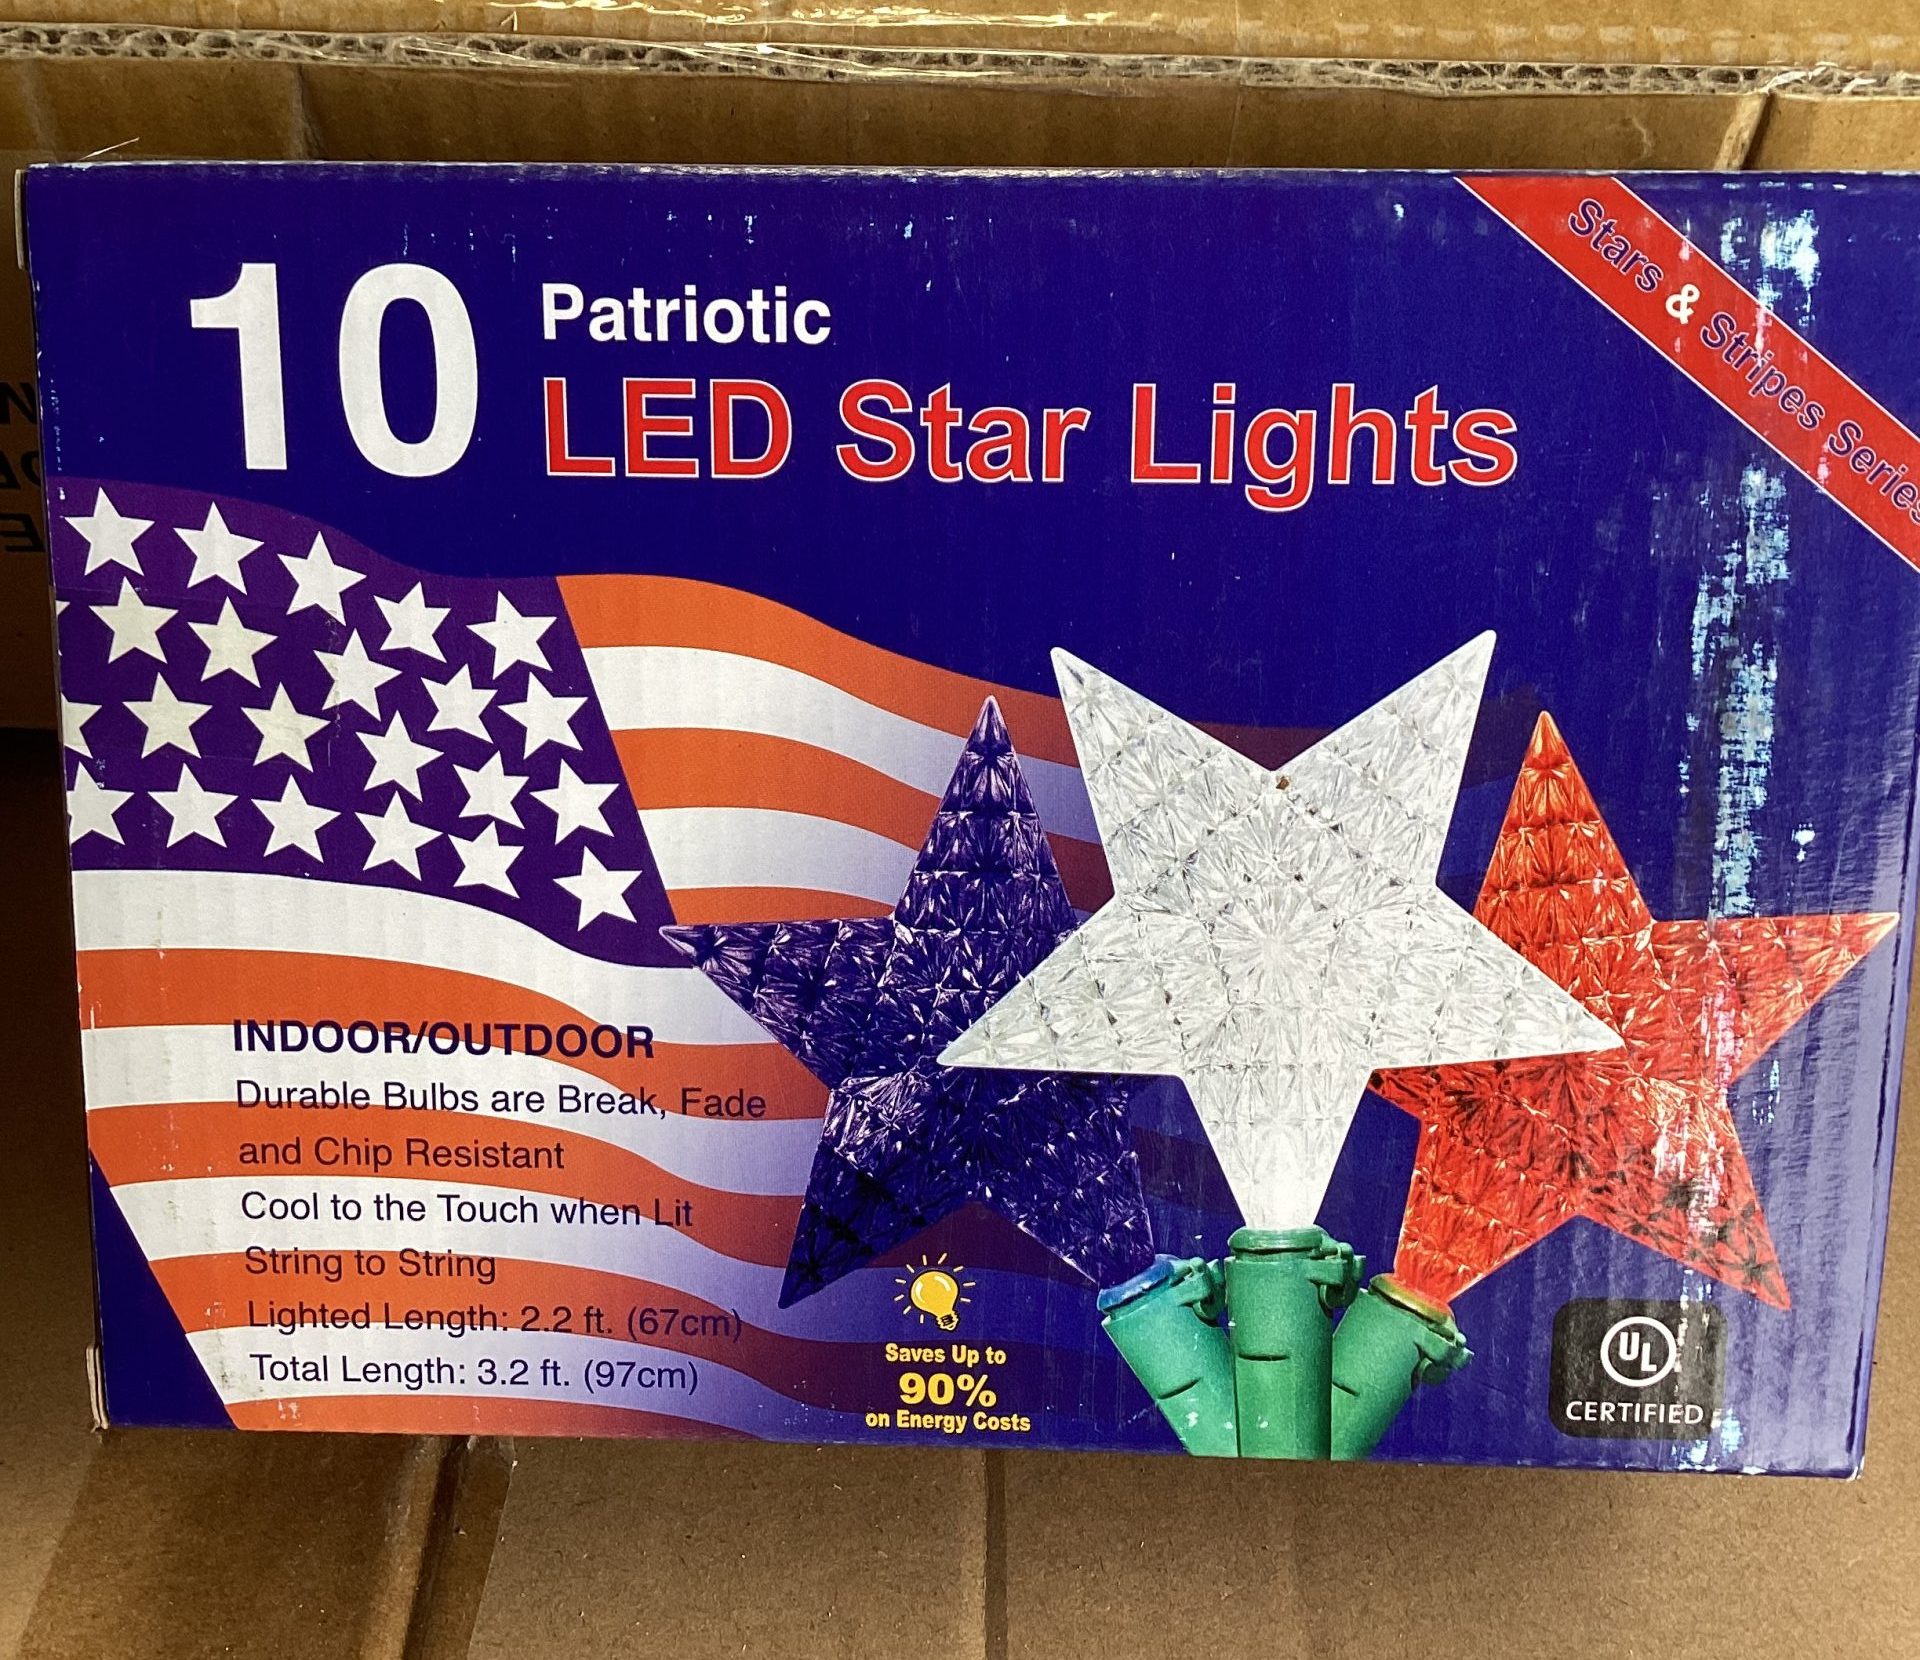 10
Patriotic
LED Star Lights
Stars & Stripes Series
INDOOR/OUTDOOR
Durable Bulbs are Break, Fade
and Chip Resistant
Cool to the Touch when Lit
String to String
Lighted Length: 2.2 ft. (67cm)
Total Length: 3.2 ft. (97cm)
Saves Up to
90%
on Energy Costs
UL
CERTIFIED